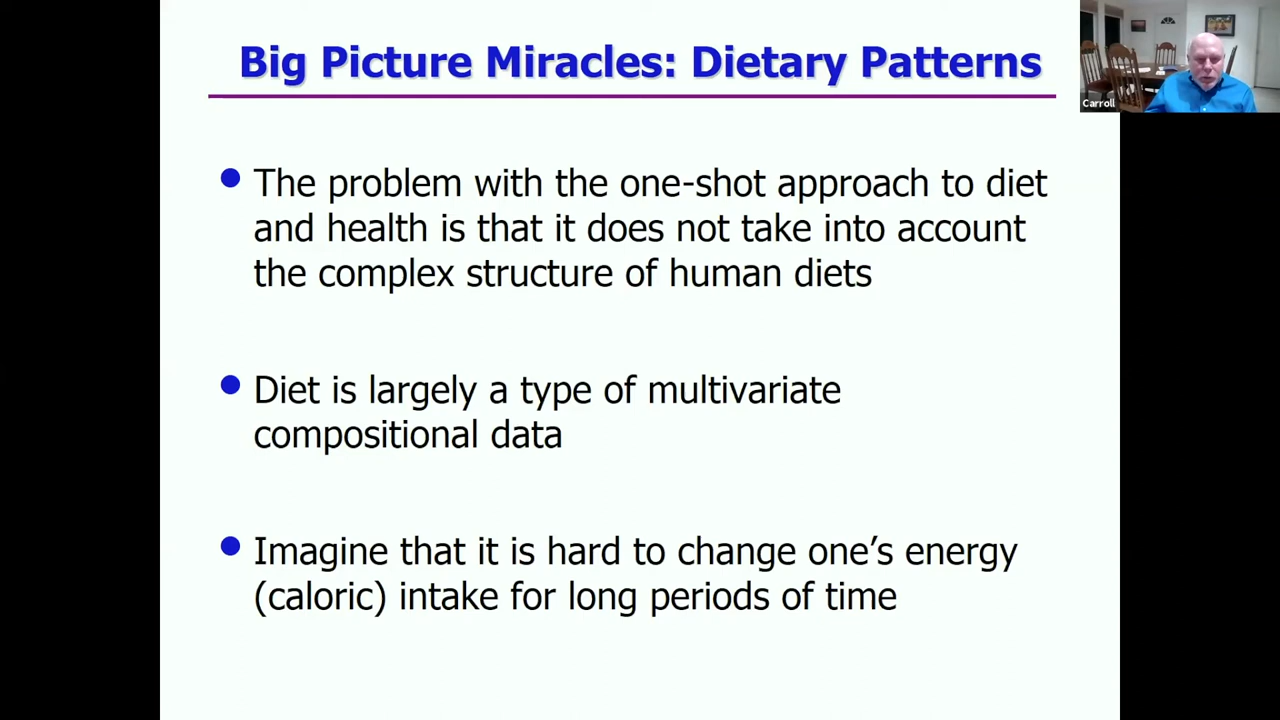 Big Picture Miracles: Dietary Patterns
Carroll
The problem with the one-shot approach to diet
and health is that it does not take into account
the complex structure of human diets
Diet is largely a type of multivariate
compositional data
Imagine that it is hard to change one’s energy
(caloric) intake for long periods of time